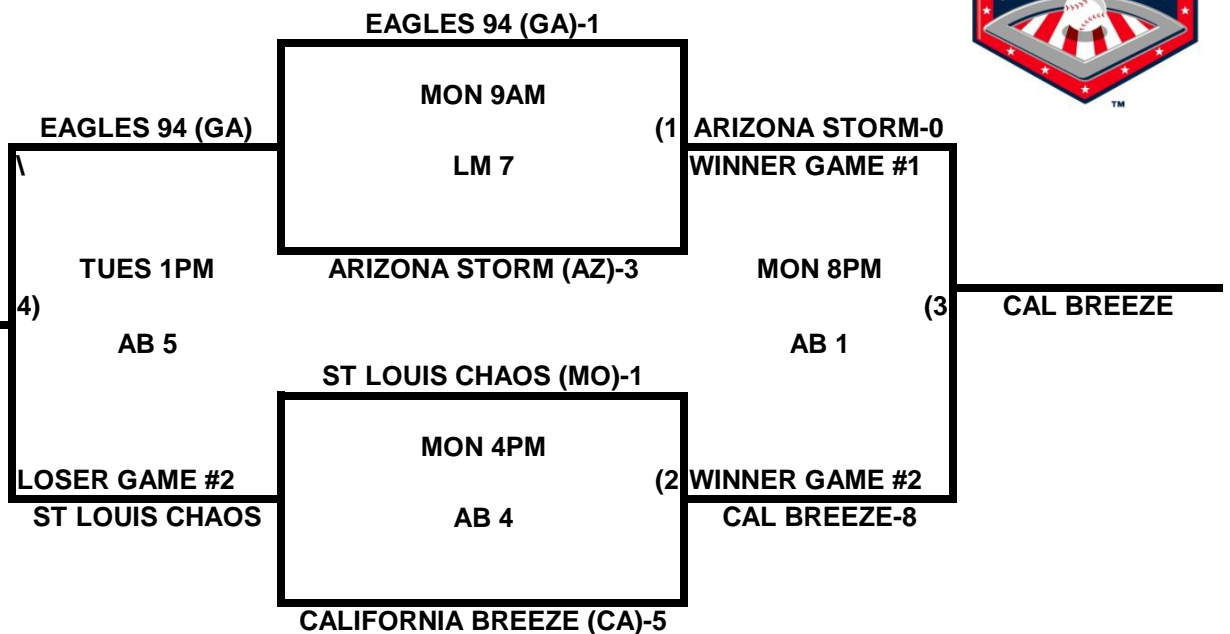 EAGLES 94 (GA)-1
MON 9AM
EAGLES 94 (GA)
(1
ARIZONA STORM-0
\
LM 7
WINNER GAME #1
TUES 1PM
ARIZONA STORM (AZ)-3
MON 8PM
4)
(3
CAL BREEZE
AB 5
AB 1
ST LOUIS CHAOS (MO)-1
MON 4PM
LOSER GAME #2
(2
WINNER GAME #2
ST LOUIS CHAOS
AB 4
CAL BREEZE-8
CALIFORNIA BREEZE (CA)-5
TM